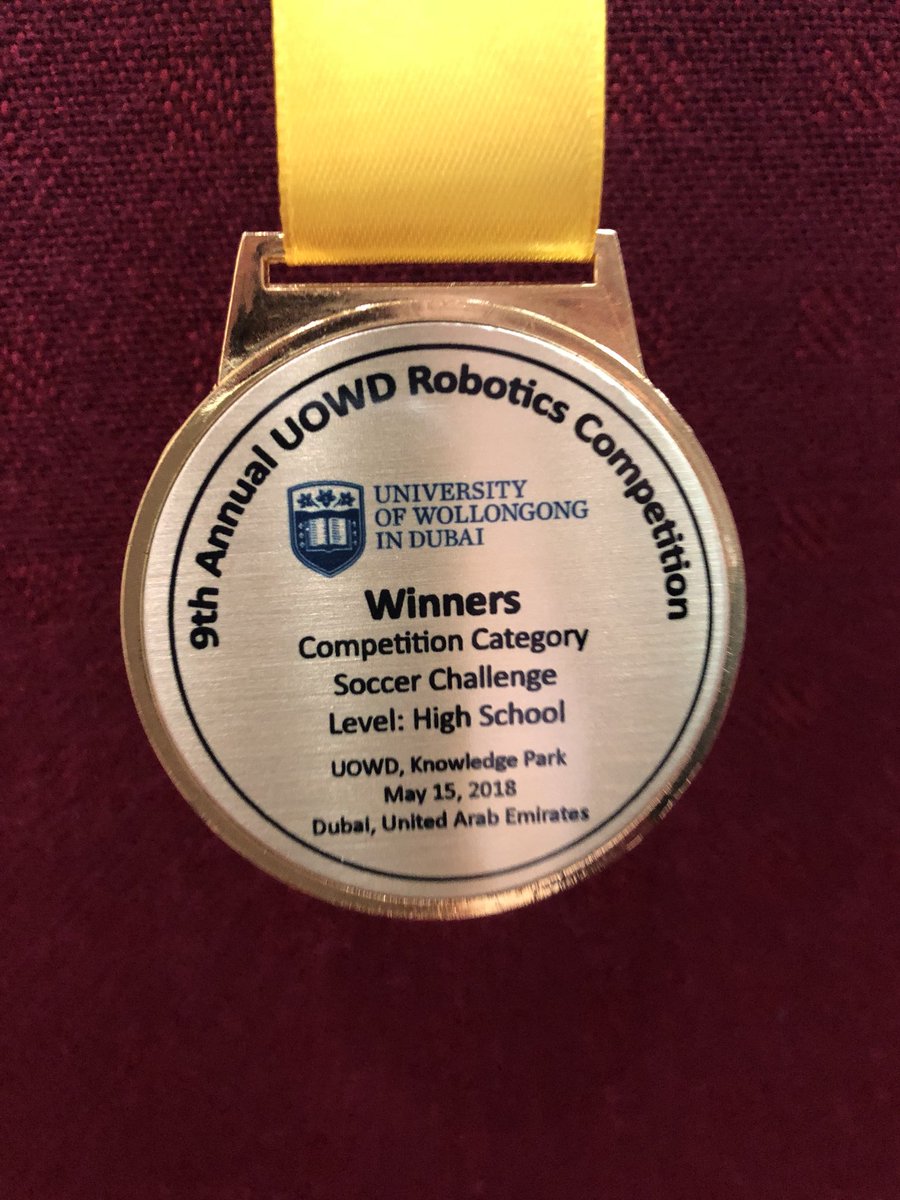 9th Annual UOWD Robotics Competition
UNIVERSITY
OF WOLLONGONG
IN DUBAI
Winners
Competition Category
Soccer Challenge
Level: High School
UOWD, Knowledge Park
May 15, 2018
Dubai, United Arab Emirates